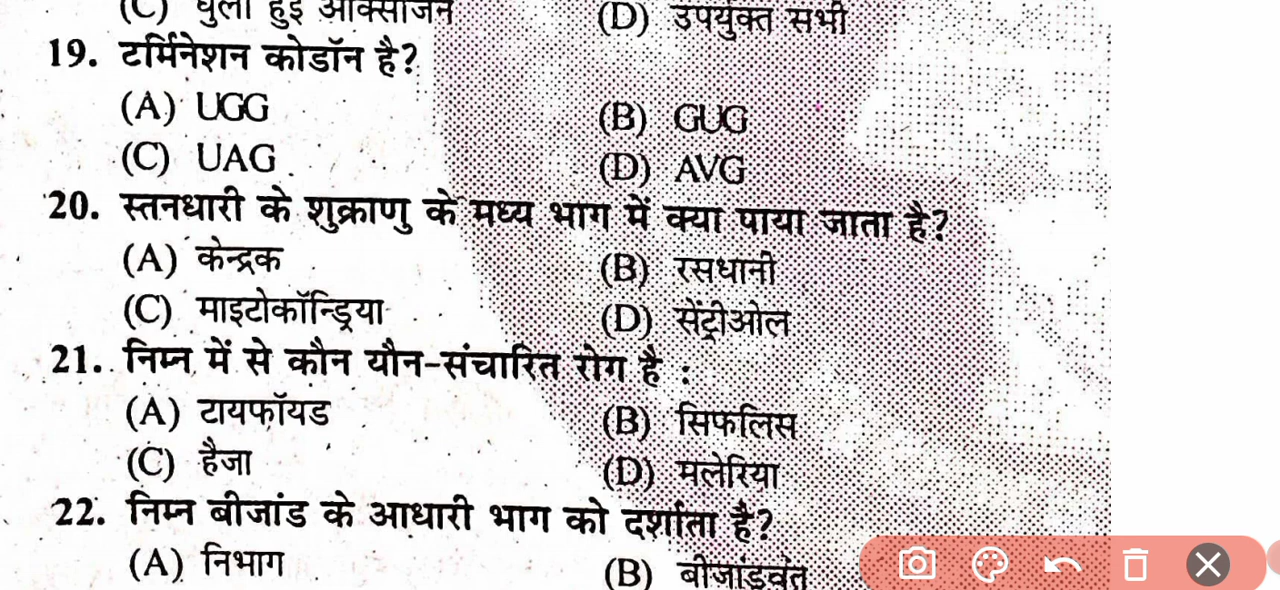 (C) घुली हुई ऑक्सीजन (D) उपर्युक्त सभी
19. टर्मिनेशन कोडॉन है?
(A) UGG (B) GUG
(C) UAG (D) AVG
20. स्तनधारी के शुक्राणु के मध्य भाग में क्या पाया जाता है?
(A) केन्द्रक (B) रसधानी
(C) माइटोकॉन्ड्रिया (D) सेंट्रीओल
21. निम्न में से कौन यौन-संचारित रोग है :
(A) टायफॉयड (B) सिफलिस
(C) हैजा (D) मलेरिया
22. निम्न बीजांड के आधारी भाग को दर्शाता है?
(A) निभाग (B) बीजांडवृंत